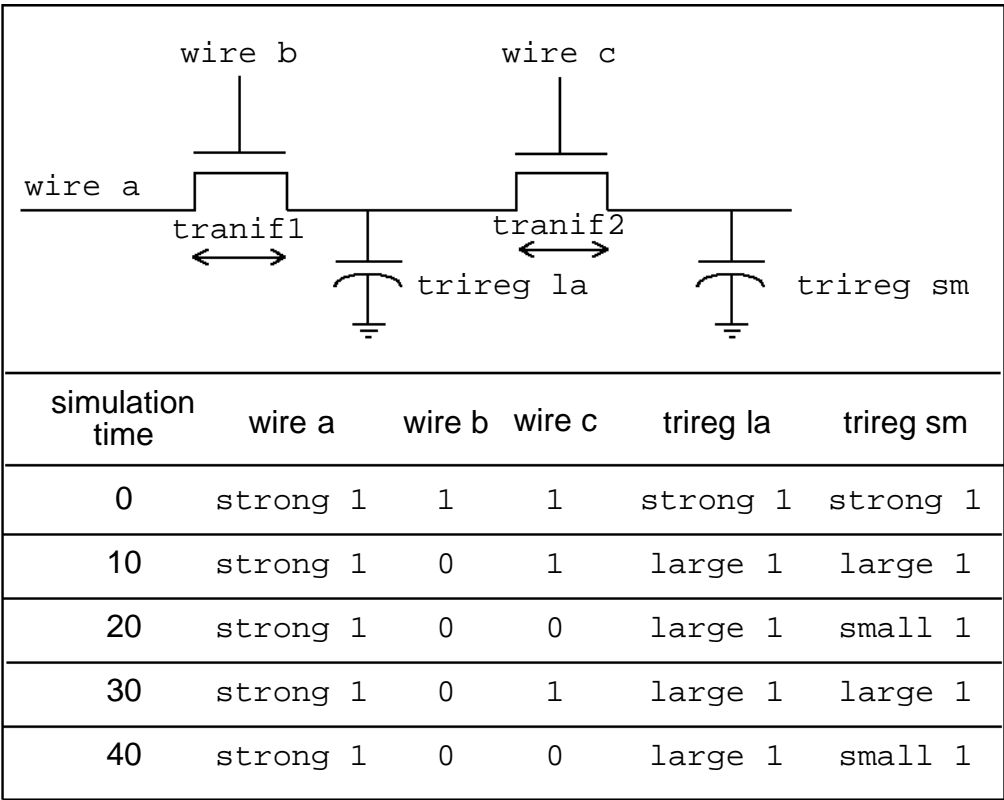 wire b wire c
wire a
tranif1 tranif2
trireg la trireg sm
simulation time wire a wire b wire c trireg la trireg sm
0 strong 1 1 1 strong 1 strong 1
10 strong 1 0 1 large 1 large 1
20 strong 1 0 0 large 1 small 1
30 strong 1 0 1 large 1 large 1
40 strong 1 0 0 large 1 small 1